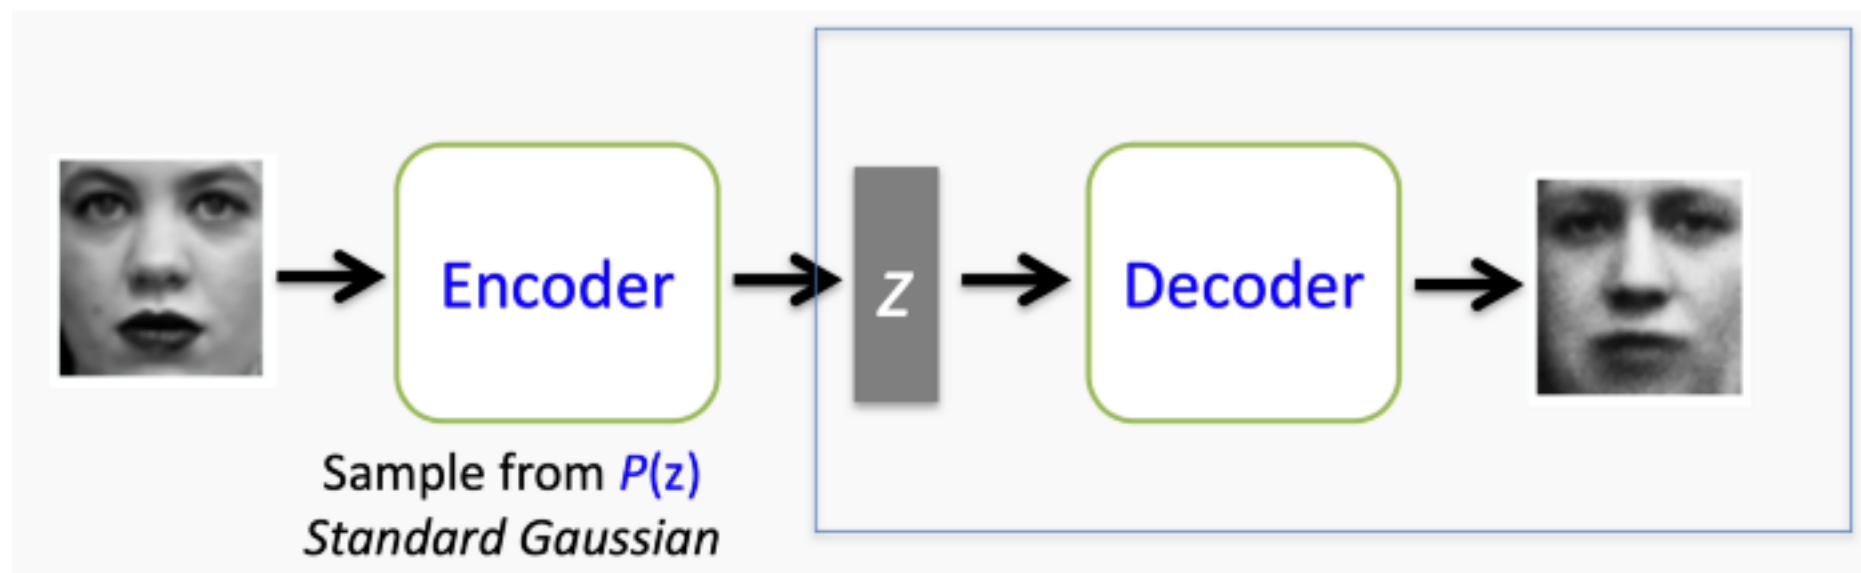 Encoder
z
Decoder
Sample from P(z)
Standard Gaussian